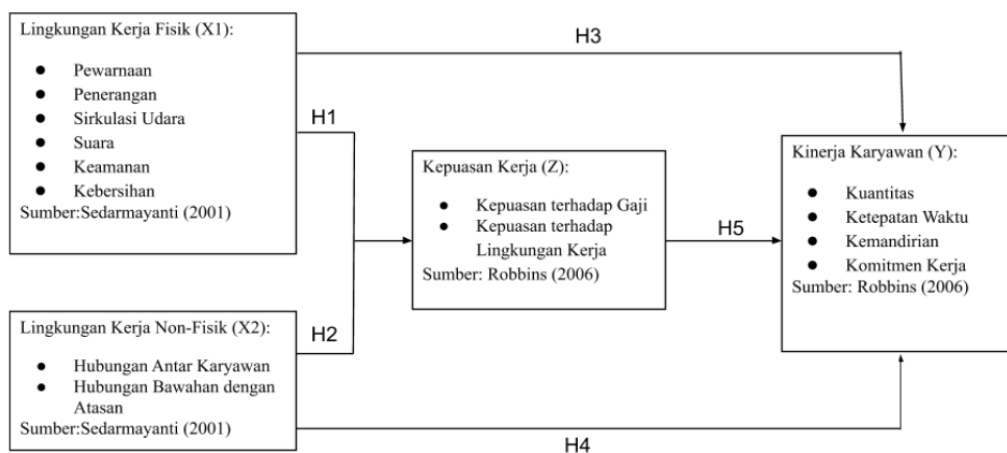 Lingkungan Kerja Fisik (X1):
● Pewarnaan
● Penerangan
● Sirkulasi Udara
● Suara
● Keamanan
● Kebersihan
Sumber:Sedarmayanti (2001)
H3
H1
Kepuasan Kerja (Z):
● Kepuasan terhadap Gaji
● Kepuasan terhadap
Lingkungan Kerja
Sumber: Robbins (2006)
H5
Kinerja Karyawan (Y):
● Kuantitas
● Ketepatan Waktu
● Kemandirian
● Komitmen Kerja
Sumber: Robbins (2006)
Lingkungan Kerja Non-Fisik (X2):
● Hubungan Antar Karyawan
● Hubungan Bawahan dengan
Atasan
Sumber:Sedarmayanti (2001)
H2
H4